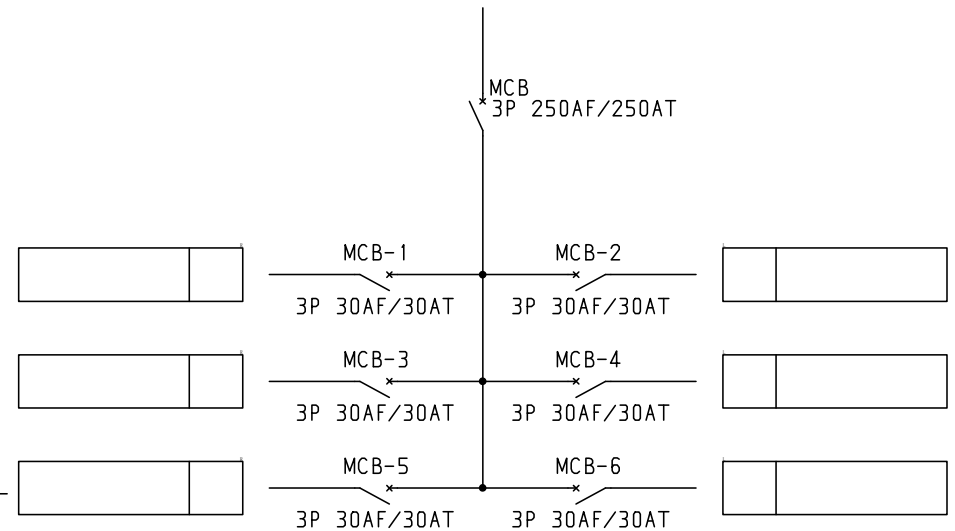 MCB
3P 250AF/250AT
MCB-1
MCB-2
3P 30AF/30AT
3P 30AF/30AT
MCB-3
MCB-4
3P 30AF/30AT
3P 30AF/30AT
MCB-5
MCB-6
3P 30AF/30AT
3P 30AF/30AT